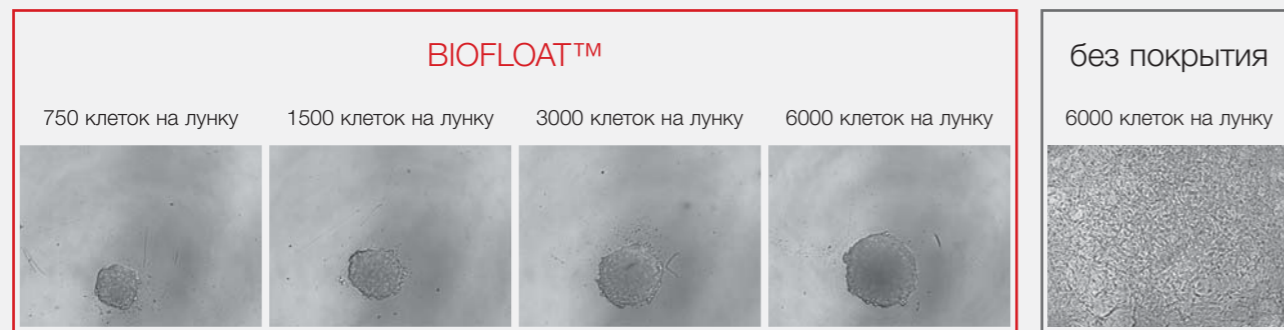 BIOFLOAT™
без покрытия
750 клеток на лунку
1500 клеток на лунку
3000 клеток на лунку
6000 клеток на лунку
6000 клеток на лунку